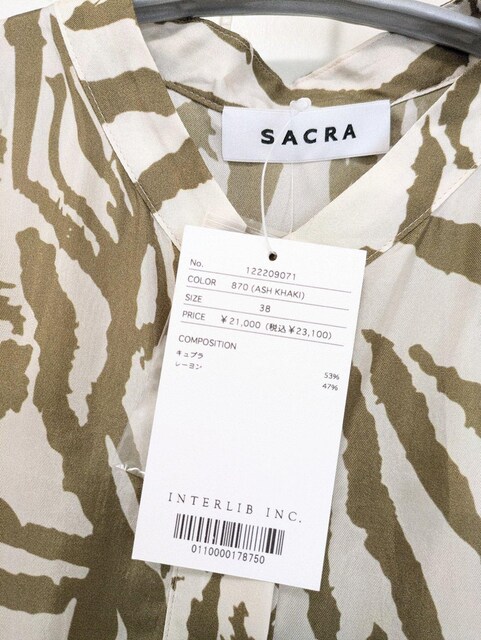 SACRA
No. 122209071
COLOR 870 (ASH KHAKI)
SIZE 38
PRICE ¥21,000 (税込 ¥23,100)
COMPOSITION
キュプラ 53%
レーヨン 47%
INTERLIB INC.
0110000178750